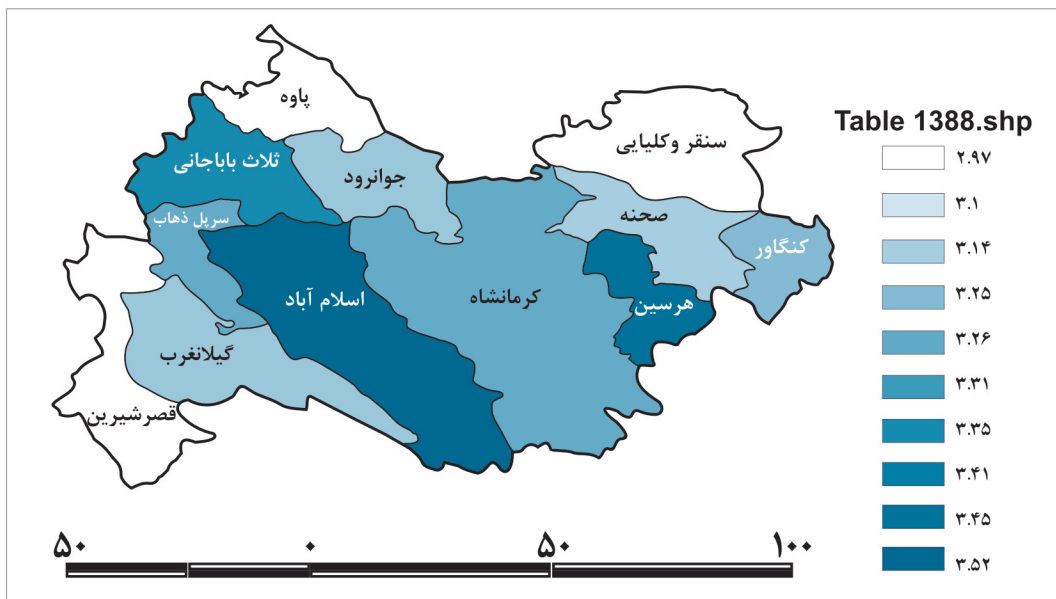 پاوه
سنقر وکلیایی
Table 1388.shp
ثلاث باباجانی
جوانرود
۲.۹۷
۳.۱
سرپل ذهاب
صحنه
کنگاور
۳.۱۴
۳.۲۵
اسلام آباد
کرمانشاه
هرسین
۳.۲۶
گیلانغرب
۳.۳۱
قصرشیرین
۳.۳۵
۳.۴۱
۳.۴۵
۳.۵۲
۵۰ ۰ ۵۰ ۱۰۰